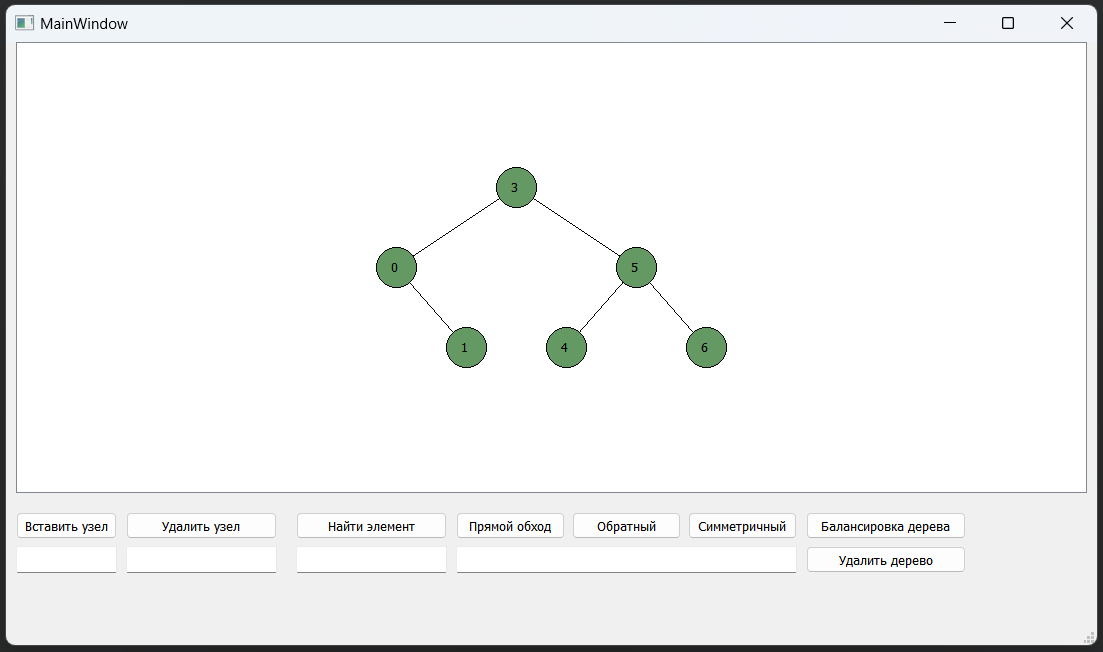 MainWindow
3
0
5
1
4
6
Вставить узел
Удалить узел
Найти элемент
Прямой обход
Обратный
Симметричный
Балансировка дерева
Удалить дерево